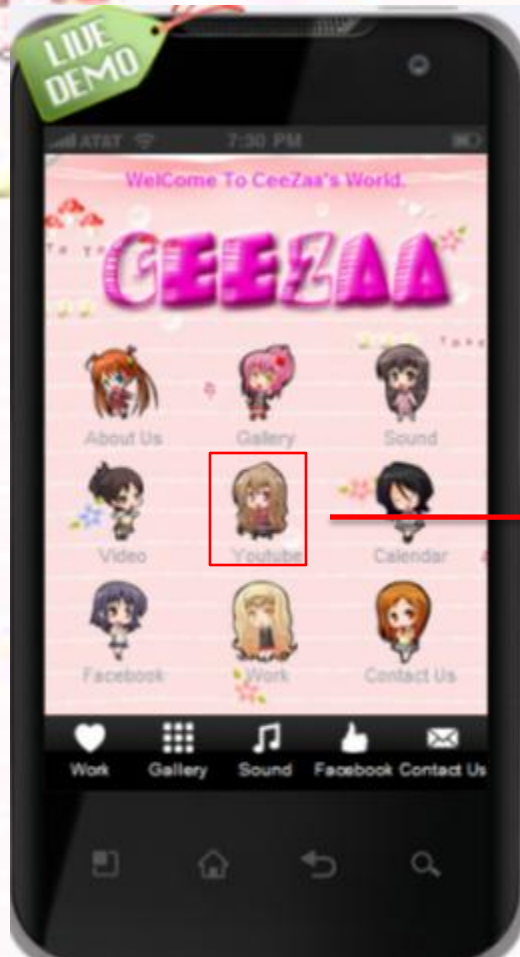 LIVE
DEMO
AT&T 7:30 PM
WelCome To CeeZaa's World.
CEEZAA
About Us Gallery Sound
Video Youtube Calendar
Facebook Work Contact Us
Work Gallery Sound Facebook Contact Us